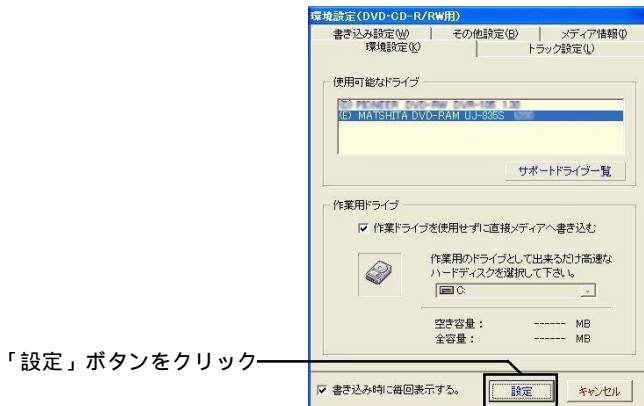 環境設定(DVD・CD-R/RW用)
書き込み設定(W)
その他設定(B)
メディア情報(I)
環境設定(K)
トラック設定(L)
使用可能なドライブ
(D) PIONEER DVD-RW DVR-105 1.30
(E) MATSHITA DVD-RAM UJ-835S
サポートドライブ一覧
作業用ドライブ
作業ドライブを使用せずに直接メディアへ書き込む
作業用のドライブとして出来るだけ高速な
ハードディスクを選択して下さい。
C:
空き容量: ------ MB
全容量: ------ MB
「設定」ボタンをクリック
書き込み時に毎回表示する。
設定
キャンセル